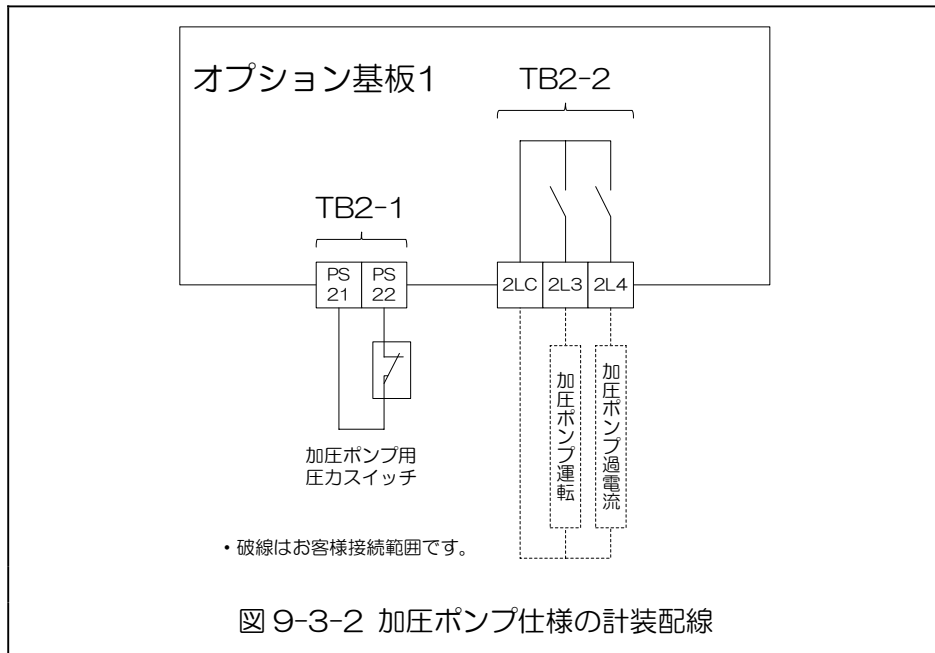 オプション基板1
TB2-2
TB2-1
PS
21
PS
22
2LC
2L3
2L4
加圧ポンプ用
圧力スイッチ
加圧ポンプ運転
加圧ポンプ過電流
・破線はお客様接続範囲です。
図 9-3-2 加圧ポンプ仕様の計装配線